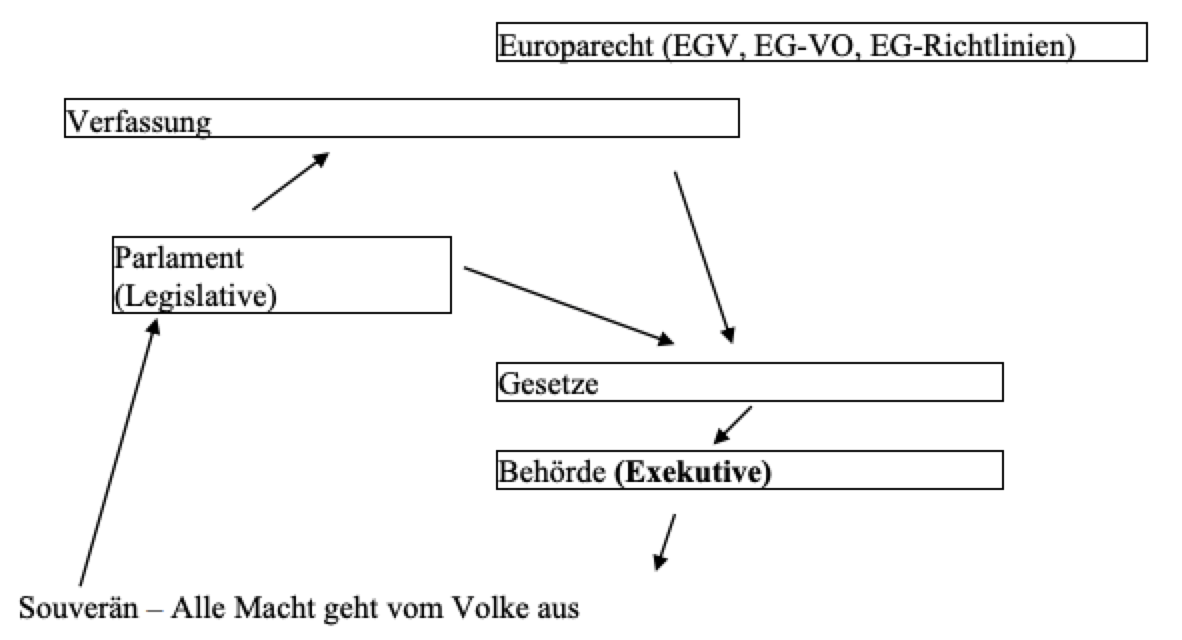 Europarecht (EGV, EG-VO, EG-Richtlinien)
Verfassung
Parlament
(Legislative)
Gesetze
Behörde (Exekutive)
Souverän – Alle Macht geht vom Volke aus